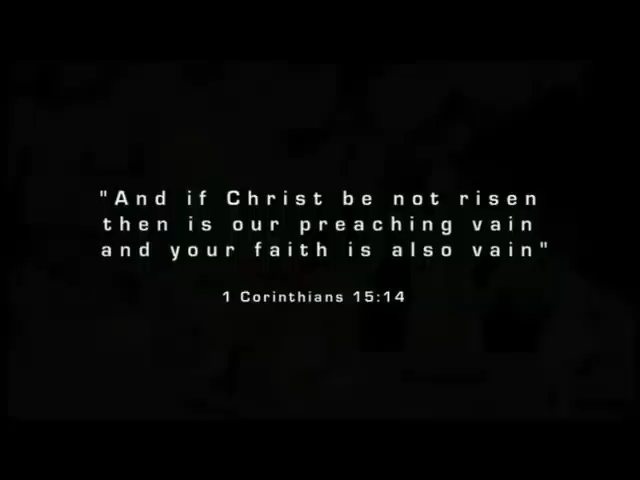 "And if Christ be not risen
then is our preaching vain
and your faith is also vain"
1 Corinthians 15:14